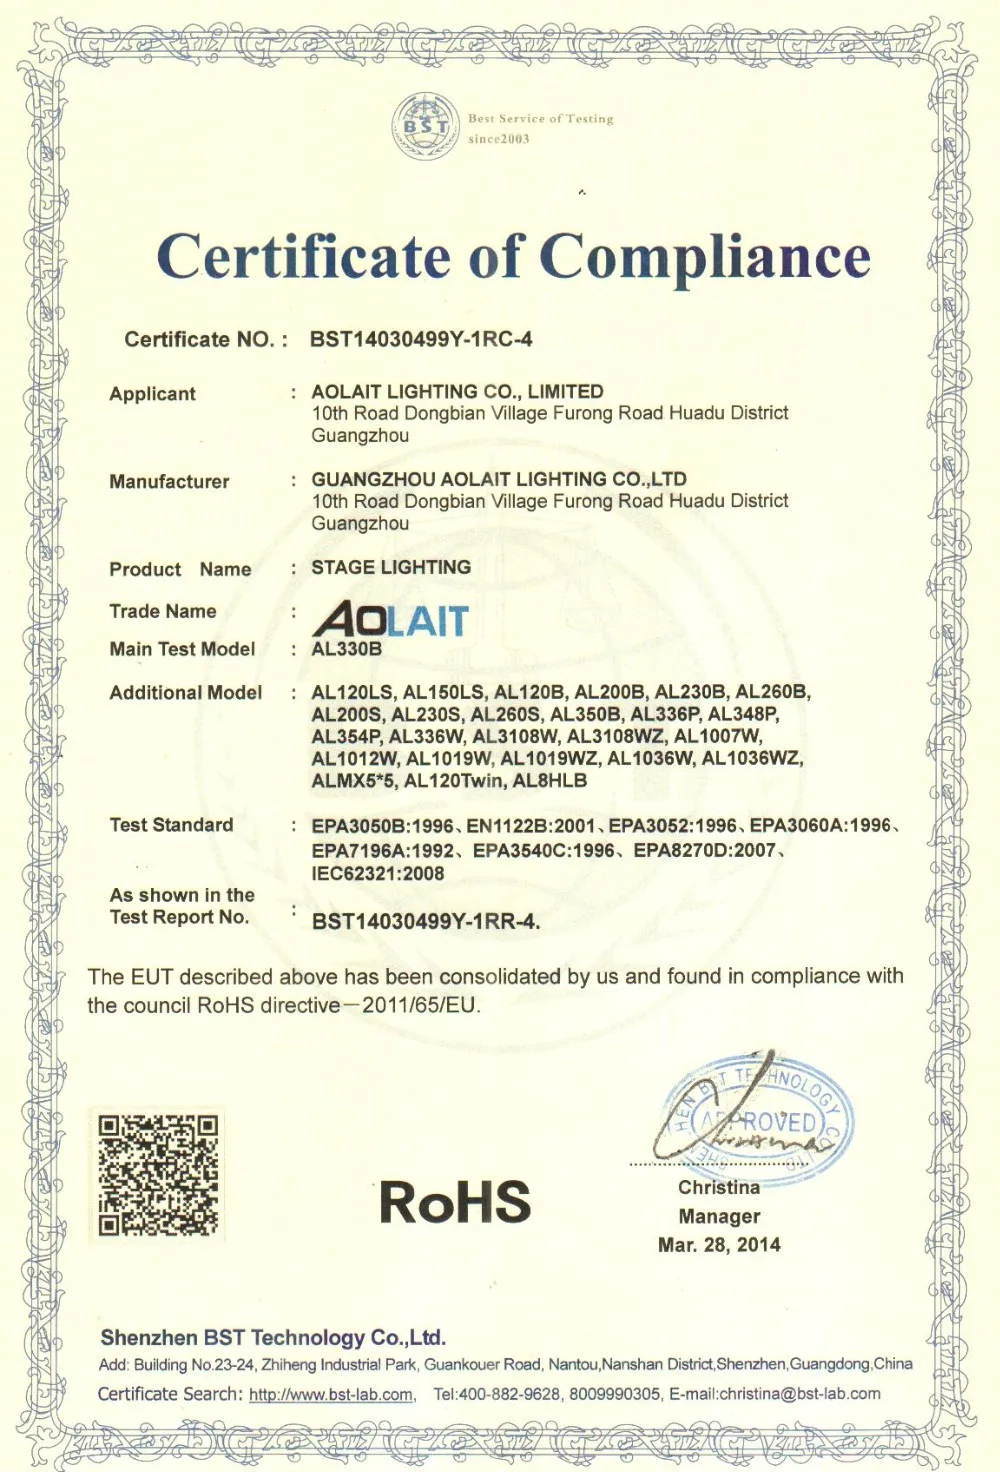 BST
Best Service of Testing
since2003
Certificate of Compliance
Certificate NO. : BST14030499Y-1RC-4
Applicant : AOLAIT LIGHTING CO., LIMITED
10th Road Dongbian Village Furong Road Huadu District
Guangzhou
Manufacturer : GUANGZHOU AOLAIT LIGHTING CO.,LTD
10th Road Dongbian Village Furong Road Huadu District
Guangzhou
Product Name : STAGE LIGHTING
Trade Name : AOLAIT
Main Test Model : AL330B
Additional Model : AL120LS, AL150LS, AL120B, AL200B, AL230B, AL260B,
AL200S, AL230S, AL260S, AL350B, AL336P, AL348P,
AL354P, AL336W, AL3108W, AL3108WZ, AL1007W,
AL1012W, AL1019W, AL1019WZ, AL1036W, AL1036WZ,
ALMX5*5, AL120Twin, AL8HLB
Test Standard : EPA3050B:1996、EN1122B:2001、EPA3052:1996、EPA3060A:1996、
EPA7196A:1992、EPA3540C:1996、EPA8270D:2007、
IEC62321:2008
As shown in the
Test Report No. : BST14030499Y-1RR-4.
The EUT described above has been consolidated by us and found in compliance with
the council RoHS directive－2011/65/EU.
HEN BST TECHNOLOGY CO
LTD
APPROVED
RoHS
Christina
Manager
Mar. 28, 2014
Shenzhen BST Technology Co.,Ltd.
Add: Building No.23-24, Zhiheng Industrial Park, Guankouer Road, Nantou,Nanshan District,Shenzhen,Guangdong,China
Certificate Search: http://www.bst-lab.com, Tel:400-882-9628, 8009990305, E-mail:christina@bst-lab.com